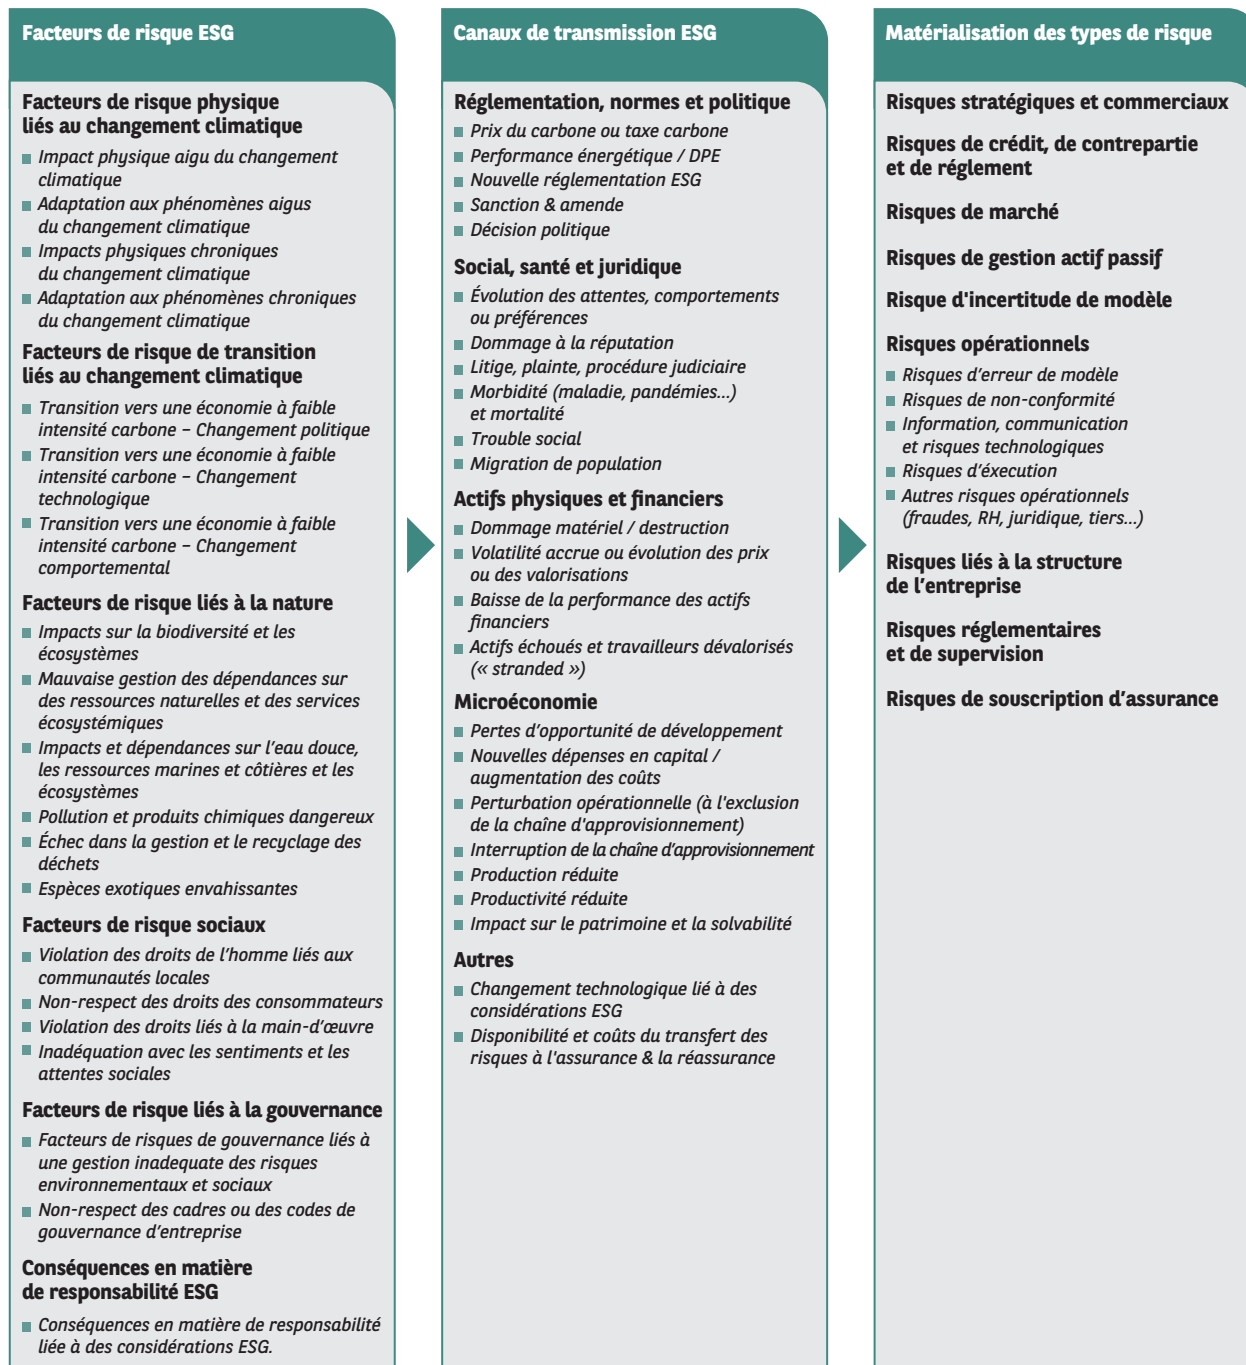 Facteurs de risque ESG
Facteurs de risque physique
liés au changement climatique
Impact physique aigu du changement
climatique
Adaptation aux phénomènes aigus
du changement climatique
Impacts physiques chroniques
du changement climatique
Adaptation aux phénomènes chroniques
du changement climatique
Facteurs de risque de transition
liés au changement climatique
Transition vers une économie à faible
intensité carbone – Changement politique
Transition vers une économie à faible
intensité carbone – Changement
technologique
Transition vers une économie à faible
intensité carbone – Changement
comportemental
Facteurs de risque liés à la nature
Impacts sur la biodiversité et les
écosystèmes
Mauvaise gestion des dépendances sur
des ressources naturelles et des services
écosystémiques
Impacts et dépendances sur l'eau douce,
les ressources marines et côtières et les
écosystèmes
Pollution et produits chimiques dangereux
Échec dans la gestion et le recyclage des
déchets
Espèces exotiques envahissantes
Facteurs de risque sociaux
Violation des droits de l'homme liés aux
communautés locales
Non-respect des droits des consommateurs
Violation des droits liés à la main-d'œuvre
Inadéquation avec les sentiments et les
attentes sociales
Facteurs de risque liés à la gouvernance
Facteurs de risques de gouvernance liés à
une gestion inadequate des risques
environnementaux et sociaux
Non-respect des cadres ou des codes de
gouvernance d'entreprise
Conséquences en matière
de responsabilité ESG
Conséquences en matière de responsabilité
liée à des considérations ESG.
Canaux de transmission ESG
Réglementation, normes et politique
Prix du carbone ou taxe carbone
Performance énergétique / DPE
Nouvelle réglementation ESG
Sanction & amende
Décision politique
Social, santé et juridique
Évolution des attentes, comportements
ou préférences
Dommage à la réputation
Litige, plainte, procédure judiciaire
Morbidité (maladie, pandémies...)
et mortalité
Trouble social
Migration de population
Actifs physiques et financiers
Dommage matériel / destruction
Volatilité accrue ou évolution des prix
ou des valorisations
Baisse de la performance des actifs
financiers
Actifs échoués et travailleurs dévalorisés
(« stranded »)
Microéconomie
Pertes d'opportunité de développement
Nouvelles dépenses en capital /
augmentation des coûts
Perturbation opérationnelle (à l'exclusion
de la chaîne d'approvisionnement)
Interruption de la chaîne d'approvisionnement
Production réduite
Productivité réduite
Impact sur le patrimoine et la solvabilité
Autres
Changement technologique lié à des
considérations ESG
Disponibilité et coûts du transfert des
risques à l'assurance & la réassurance
Matérialisation des types de risque
Risques stratégiques et commerciaux
Risques de crédit, de contrepartie
et de réglement
Risques de marché
Risques de gestion actif passif
Risque d'incertitude de modèle
Risques opérationnels
Risques d'erreur de modèle
Risques de non-conformité
Information, communication
et risques technologiques
Risques d'éxecution
Autres risques opérationnels
(fraudes, RH, juridique, tiers...)
Risques liés à la structure
de l'entreprise
Risques réglementaires
et de supervision
Risques de souscription d'assurance